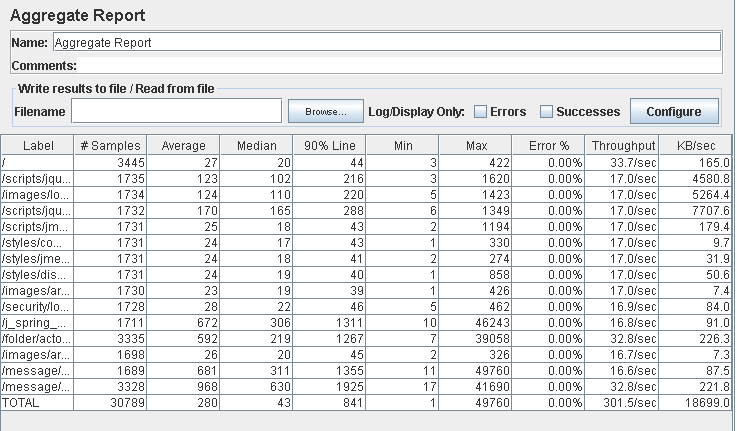 Aggregate Report
Name: Aggregate Report
Comments:
Write results to file / Read from file
Filename Browse... Log/Display Only: Errors Successes Configure
Label # Samples Average Median 90% Line Min Max Error % Throughput KB/sec
/ 3445 27 20 44 3 422 0.00% 33.7/sec 165.0
/scripts/jqu... 1735 123 102 216 3 1620 0.00% 17.0/sec 4580.8
/images/lo... 1734 124 110 220 5 1423 0.00% 17.0/sec 5264.4
/scripts/jqu... 1732 170 165 288 6 1349 0.00% 17.0/sec 7707.6
/scripts/jm... 1731 25 18 43 2 1194 0.00% 17.0/sec 179.4
/styles/co... 1731 24 17 43 1 330 0.00% 17.0/sec 9.7
/styles/jme... 1731 24 18 41 2 274 0.00% 17.0/sec 31.9
/styles/dis... 1731 24 19 40 1 858 0.00% 17.0/sec 50.6
/images/ar... 1730 23 19 39 1 426 0.00% 17.0/sec 7.4
/security/lo... 1728 28 22 46 5 462 0.00% 16.9/sec 84.0
/j_spring_... 1711 672 306 1311 10 46243 0.00% 16.8/sec 91.0
/folder/acto... 3335 592 219 1267 7 39058 0.00% 32.8/sec 226.3
/images/ar... 1698 26 20 45 2 326 0.00% 16.7/sec 7.3
/message/... 1689 681 311 1355 11 49760 0.00% 16.6/sec 87.5
/message/... 3328 968 630 1925 17 41690 0.00% 32.8/sec 221.8
TOTAL 30789 280 43 841 1 49760 0.00% 301.5/sec 18699.0